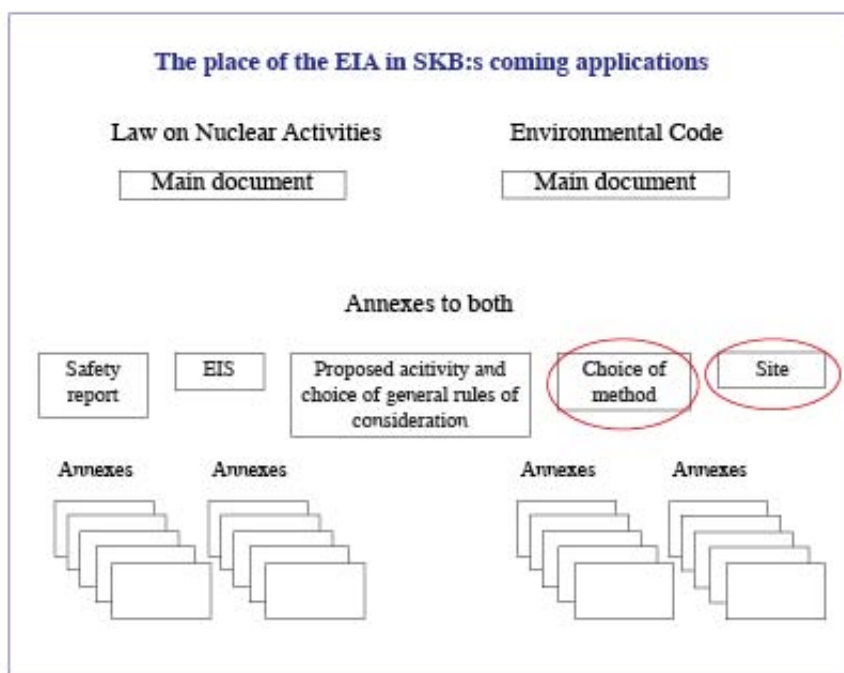 The place of the EIA in SKB:s coming applications
Law on Nuclear Activities
Environmental Code
Main document
Main document
Annexes to both
Safety
report
EIS
Proposed acitivity and
choice of general rules of
consideration
Choice of
method
Site
Annexes
Annexes
Annexes
Annexes